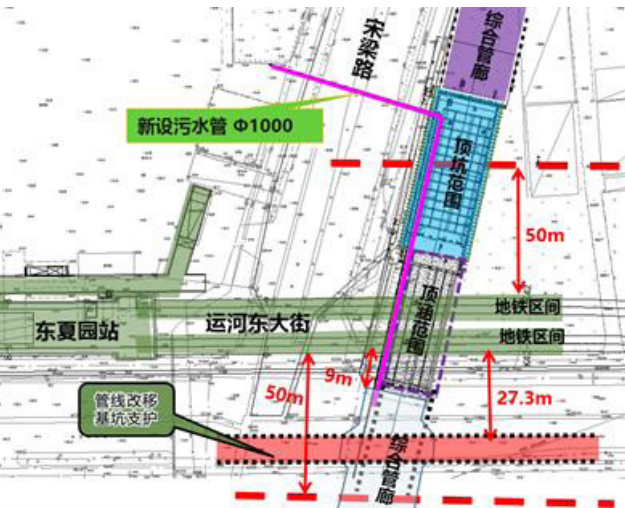 综合管廊
宋梁路
新设污水管 Φ1000
顶坑范围
50m
地铁区间
东夏园站
运河东大街
顶涵范围
地铁区间
9m
50m
27.3m
管线改移
基坑支护
综合管廊